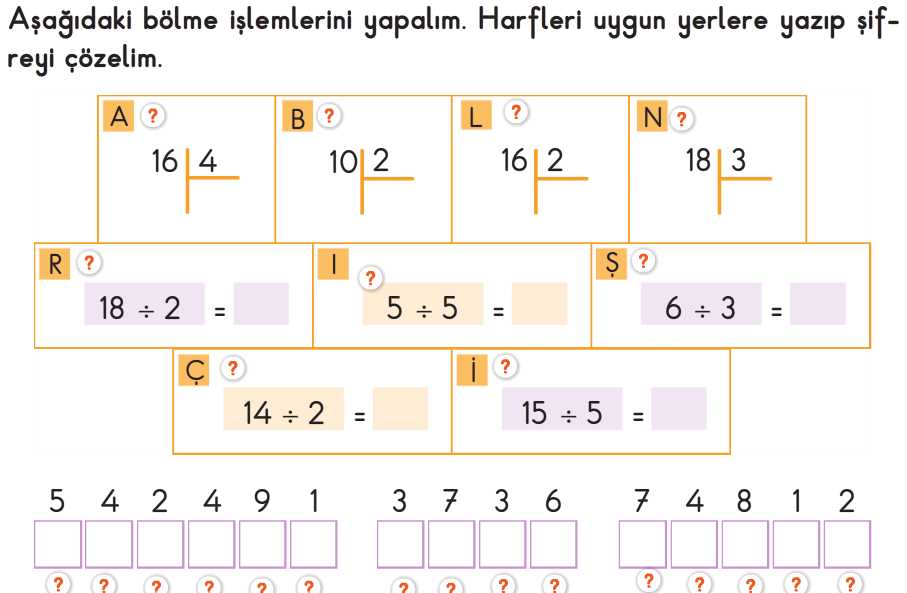 Aşağıdaki bölme işlemlerini yapalım. Harfleri uygun yerlere yazıp şif-
reyi çözelim.
A ? B ? L ? N ?
16 4 10 2 16 2 18 3
R ? I ? Ş ?
18 ÷ 2 = 5 ÷ 5 = 6 ÷ 3 =
Ç ? İ ?
14 ÷ 2 = 15 ÷ 5 =
5 4 2 4 9 1 3 7 3 6 7 4 8 1 2
? ? ? ? ? ? ? ? ? ? ? ? ? ? ?